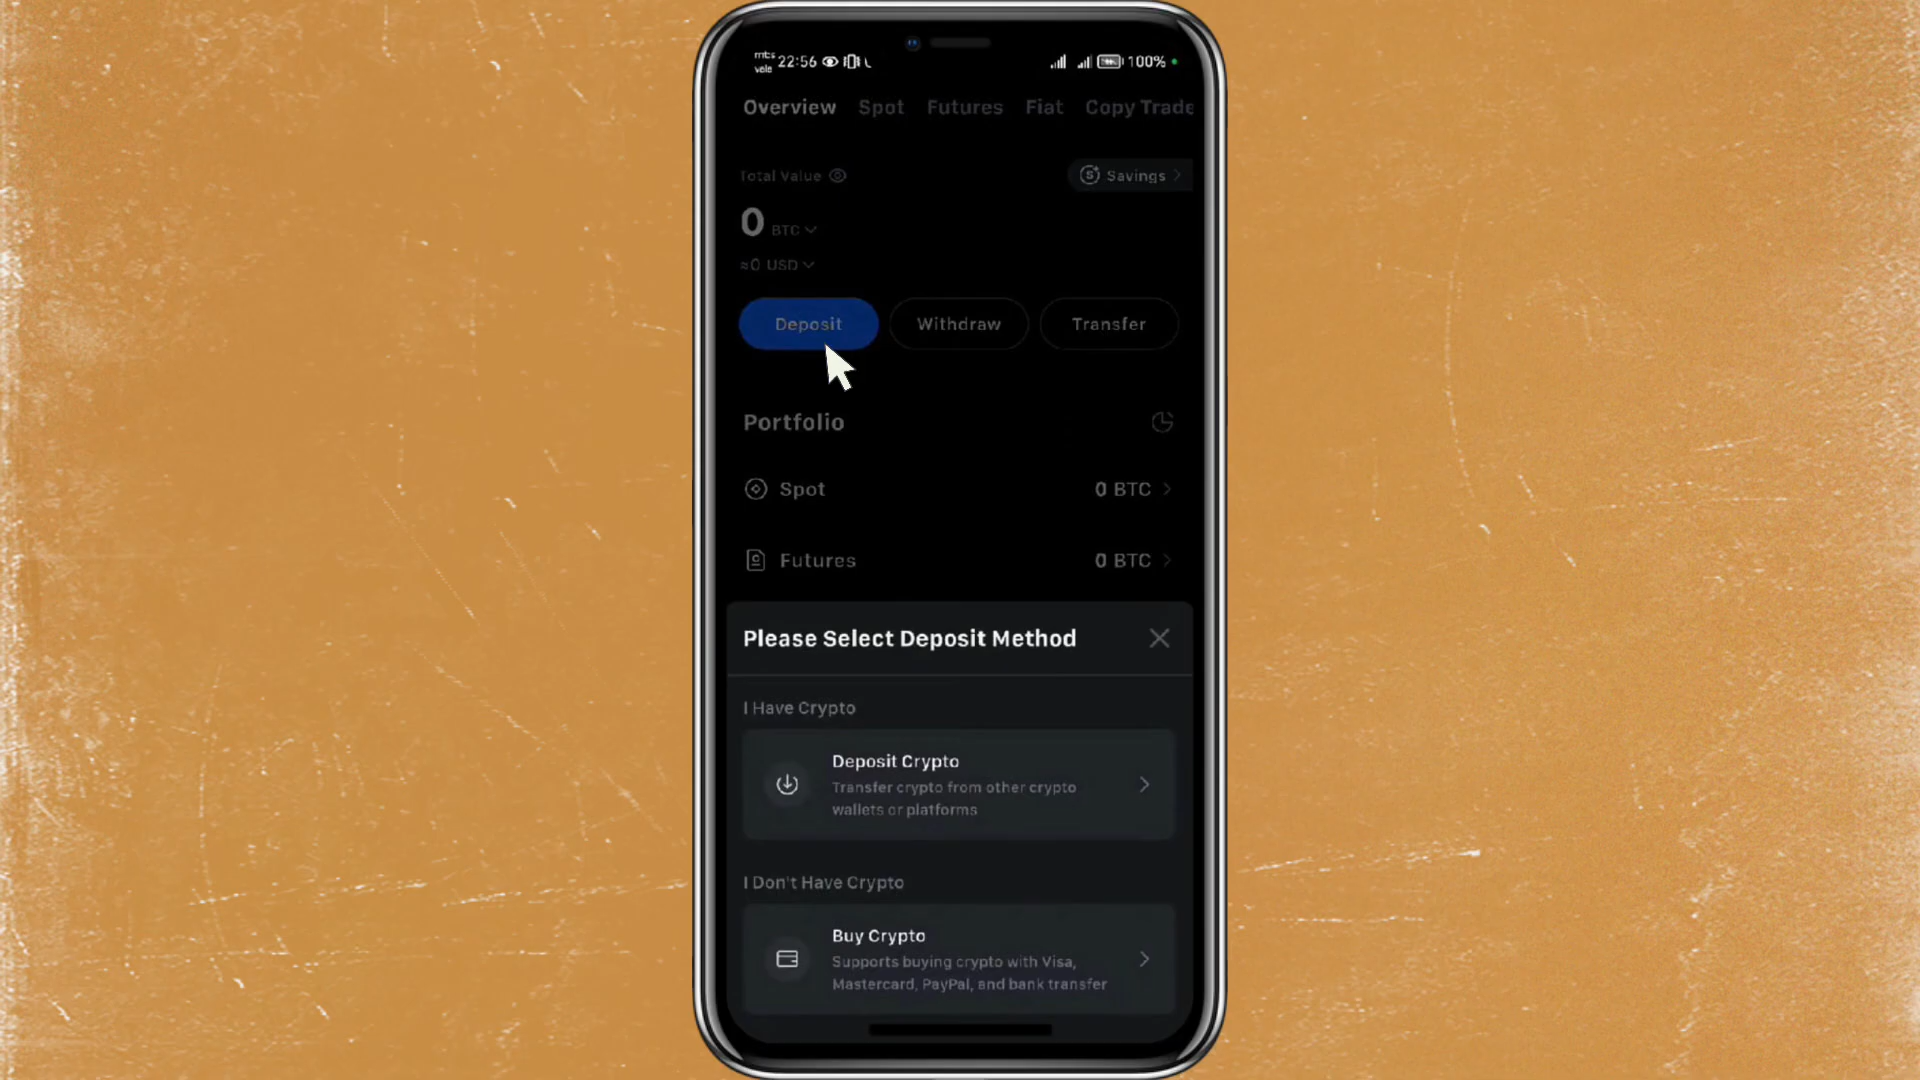 mts
vele
22:56
100%
Overview Spot Futures Fiat Copy Trade
Total Value
Savings
0 BTC
≈0 USD
Deposit Withdraw Transfer
Portfolio
Spot 0 BTC
Futures 0 BTC
Please Select Deposit Method
I Have Crypto
Deposit Crypto
Transfer crypto from other crypto
wallets or platforms
I Don't Have Crypto
Buy Crypto
Supports buying crypto with Visa,
Mastercard, PayPal, and bank transfer